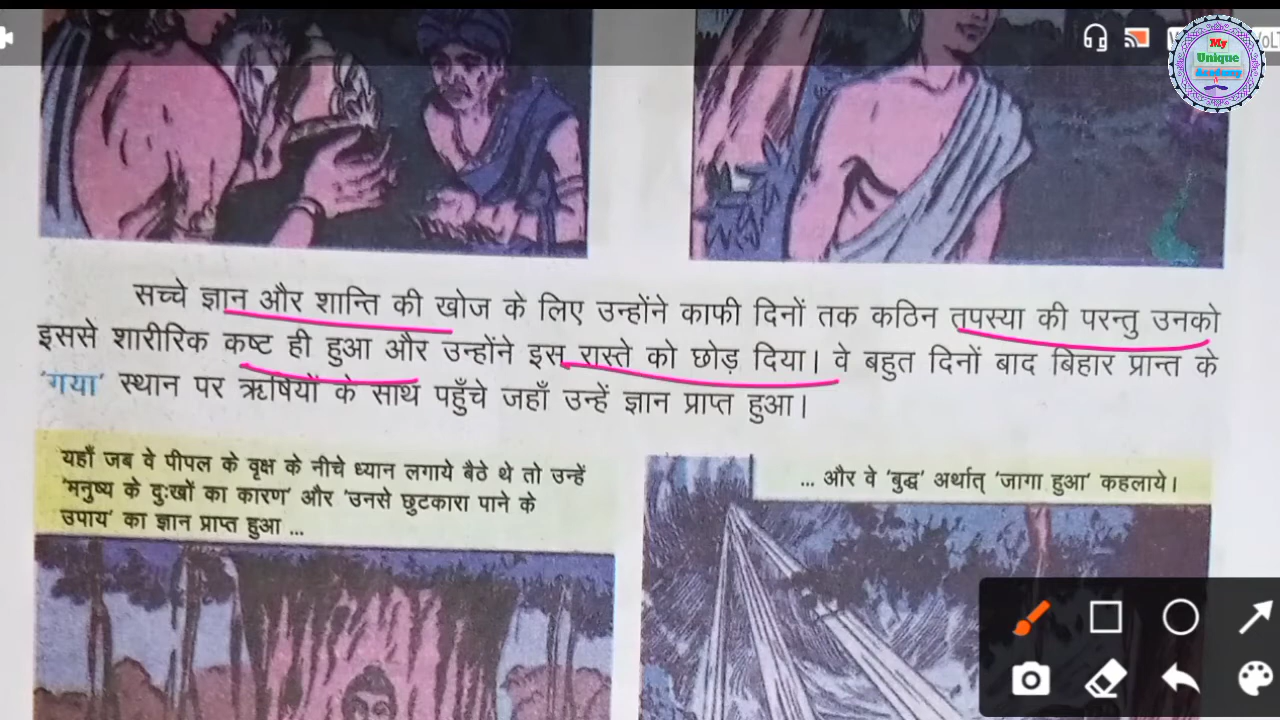 My
Unique
Academy
सच्चे ज्ञान और शान्ति की खोज के लिए उन्होंने काफी दिनों तक कठिन तपस्या की परन्तु उनको
इससे शारीरिक कष्ट ही हुआ और उन्होंने इस रास्ते को छोड़ दिया। वे बहुत दिनों बाद बिहार प्रान्त के
'गया' स्थान पर ऋषियों के साथ पहुँचे जहाँ उन्हें ज्ञान प्राप्त हुआ।
यहाँ जब वे पीपल के वृक्ष के नीचे ध्यान लगाये बैठे थे तो उन्हें
'मनुष्य के दुःखों का कारण' और 'उनसे छुटकारा पाने के
उपाय' का ज्ञान प्राप्त हुआ ...
... और वे 'बुद्ध' अर्थात् 'जागा हुआ' कहलाये।